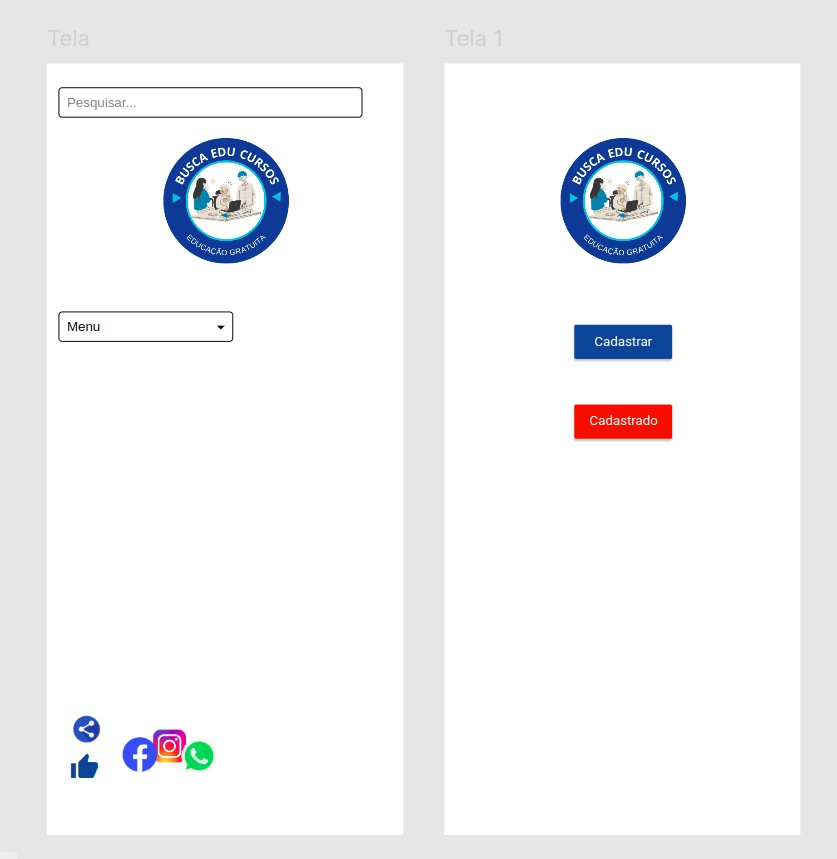 Tela
Pesquisar...
BUSCA EDU CURSOS
EDUCAÇÃO GRATUITA
Menu
Tela 1
BUSCA EDU CURSOS
EDUCAÇÃO GRATUITA
Cadastrar
Cadastrado